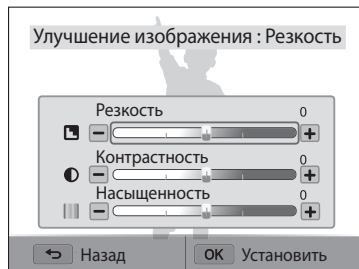 Улучшение изображения : Резкость
Резкость 0
Контрастность 0
Насыщенность 0
Назад OK Установить